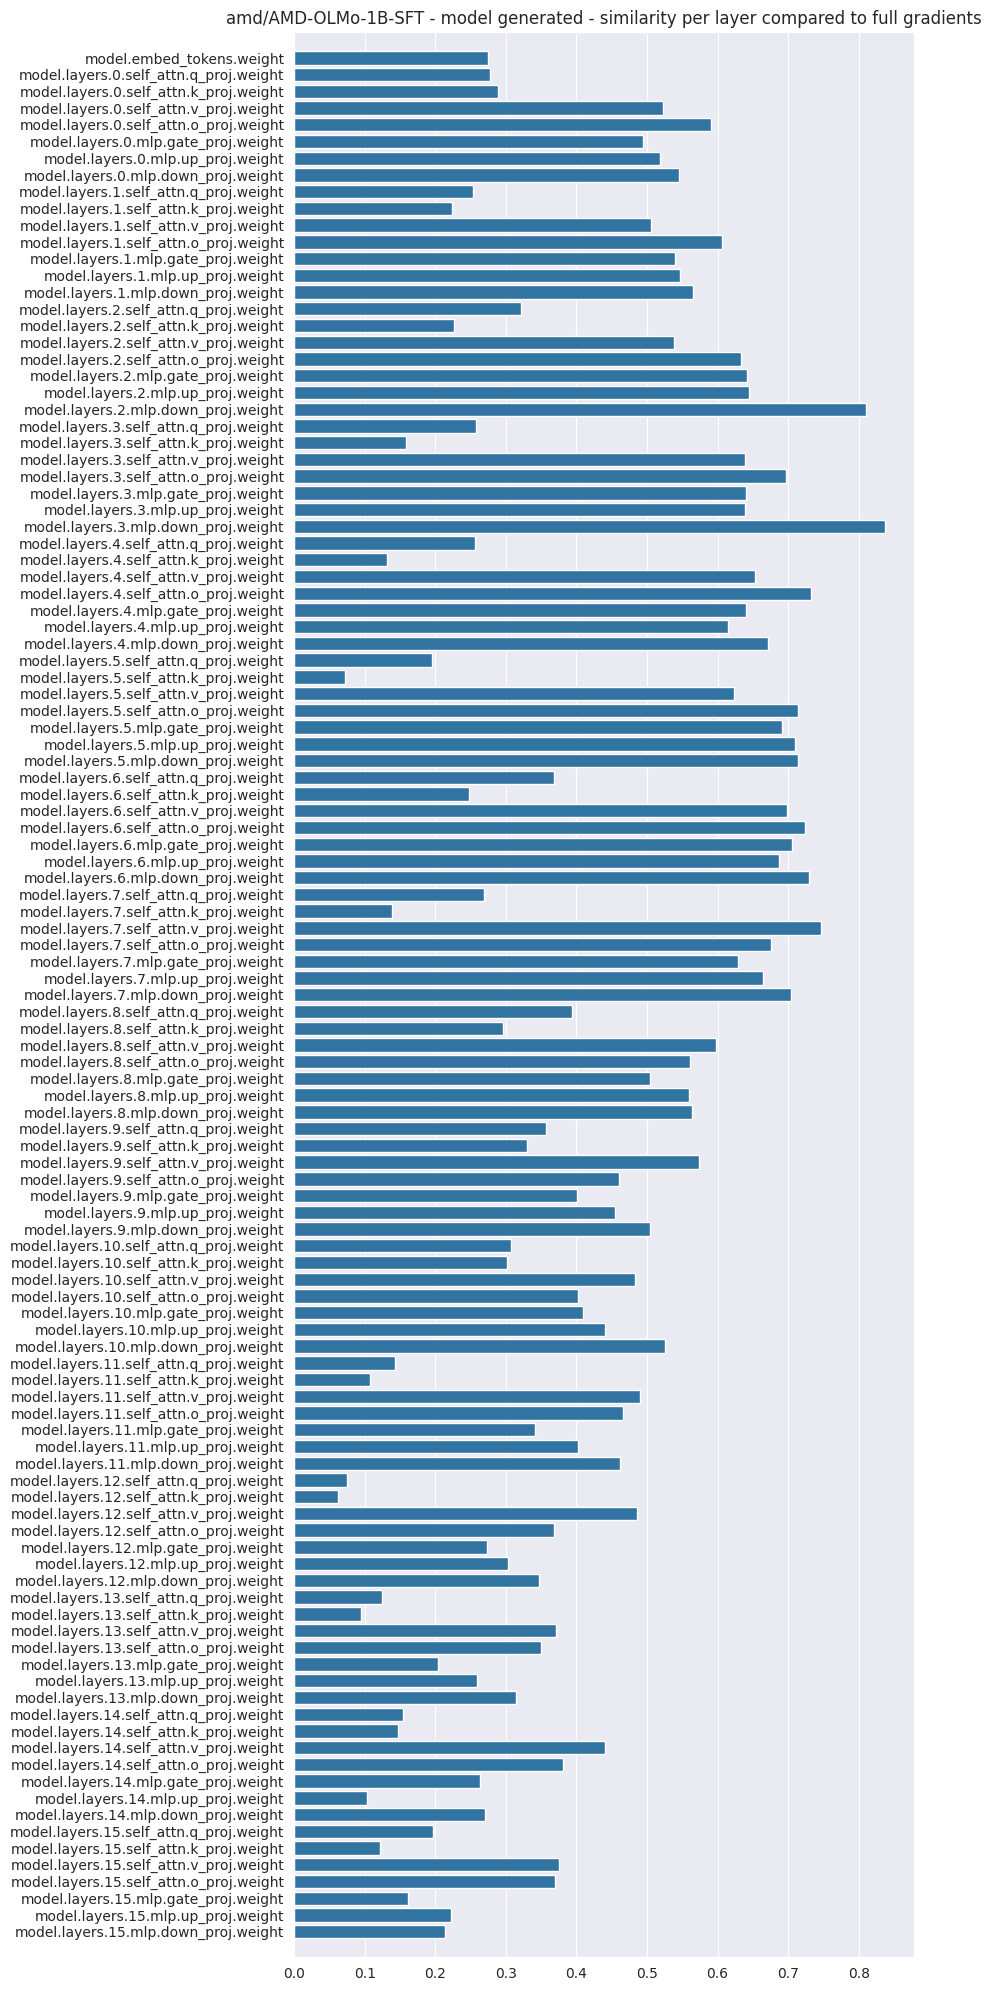 amd/AMD-OLMo-1B-SFT - model generated - similarity per layer compared to full gradients
model.embed_tokens.weight
model.layers.0.self_attn.q_proj.weight
model.layers.0.self_attn.k_proj.weight
model.layers.0.self_attn.v_proj.weight
model.layers.0.self_attn.o_proj.weight
model.layers.0.mlp.gate_proj.weight
model.layers.0.mlp.up_proj.weight
model.layers.0.mlp.down_proj.weight
model.layers.1.self_attn.q_proj.weight
model.layers.1.self_attn.k_proj.weight
model.layers.1.self_attn.v_proj.weight
model.layers.1.self_attn.o_proj.weight
model.layers.1.mlp.gate_proj.weight
model.layers.1.mlp.up_proj.weight
model.layers.1.mlp.down_proj.weight
model.layers.2.self_attn.q_proj.weight
model.layers.2.self_attn.k_proj.weight
model.layers.2.self_attn.v_proj.weight
model.layers.2.self_attn.o_proj.weight
model.layers.2.mlp.gate_proj.weight
model.layers.2.mlp.up_proj.weight
model.layers.2.mlp.down_proj.weight
model.layers.3.self_attn.q_proj.weight
model.layers.3.self_attn.k_proj.weight
model.layers.3.self_attn.v_proj.weight
model.layers.3.self_attn.o_proj.weight
model.layers.3.mlp.gate_proj.weight
model.layers.3.mlp.up_proj.weight
model.layers.3.mlp.down_proj.weight
model.layers.4.self_attn.q_proj.weight
model.layers.4.self_attn.k_proj.weight
model.layers.4.self_attn.v_proj.weight
model.layers.4.self_attn.o_proj.weight
model.layers.4.mlp.gate_proj.weight
model.layers.4.mlp.up_proj.weight
model.layers.4.mlp.down_proj.weight
model.layers.5.self_attn.q_proj.weight
model.layers.5.self_attn.k_proj.weight
model.layers.5.self_attn.v_proj.weight
model.layers.5.self_attn.o_proj.weight
model.layers.5.mlp.gate_proj.weight
model.layers.5.mlp.up_proj.weight
model.layers.5.mlp.down_proj.weight
model.layers.6.self_attn.q_proj.weight
model.layers.6.self_attn.k_proj.weight
model.layers.6.self_attn.v_proj.weight
model.layers.6.self_attn.o_proj.weight
model.layers.6.mlp.gate_proj.weight
model.layers.6.mlp.up_proj.weight
model.layers.6.mlp.down_proj.weight
model.layers.7.self_attn.q_proj.weight
model.layers.7.self_attn.k_proj.weight
model.layers.7.self_attn.v_proj.weight
model.layers.7.self_attn.o_proj.weight
model.layers.7.mlp.gate_proj.weight
model.layers.7.mlp.up_proj.weight
model.layers.7.mlp.down_proj.weight
model.layers.8.self_attn.q_proj.weight
model.layers.8.self_attn.k_proj.weight
model.layers.8.self_attn.v_proj.weight
model.layers.8.self_attn.o_proj.weight
model.layers.8.mlp.gate_proj.weight
model.layers.8.mlp.up_proj.weight
model.layers.8.mlp.down_proj.weight
model.layers.9.self_attn.q_proj.weight
model.layers.9.self_attn.k_proj.weight
model.layers.9.self_attn.v_proj.weight
model.layers.9.self_attn.o_proj.weight
model.layers.9.mlp.gate_proj.weight
model.layers.9.mlp.up_proj.weight
model.layers.9.mlp.down_proj.weight
model.layers.10.self_attn.q_proj.weight
model.layers.10.self_attn.k_proj.weight
model.layers.10.self_attn.v_proj.weight
model.layers.10.self_attn.o_proj.weight
model.layers.10.mlp.gate_proj.weight
model.layers.10.mlp.up_proj.weight
model.layers.10.mlp.down_proj.weight
model.layers.11.self_attn.q_proj.weight
model.layers.11.self_attn.k_proj.weight
model.layers.11.self_attn.v_proj.weight
model.layers.11.self_attn.o_proj.weight
model.layers.11.mlp.gate_proj.weight
model.layers.11.mlp.up_proj.weight
model.layers.11.mlp.down_proj.weight
model.layers.12.self_attn.q_proj.weight
model.layers.12.self_attn.k_proj.weight
model.layers.12.self_attn.v_proj.weight
model.layers.12.self_attn.o_proj.weight
model.layers.12.mlp.gate_proj.weight
model.layers.12.mlp.up_proj.weight
model.layers.12.mlp.down_proj.weight
model.layers.13.self_attn.q_proj.weight
model.layers.13.self_attn.k_proj.weight
model.layers.13.self_attn.v_proj.weight
model.layers.13.self_attn.o_proj.weight
model.layers.13.mlp.gate_proj.weight
model.layers.13.mlp.up_proj.weight
model.layers.13.mlp.down_proj.weight
model.layers.14.self_attn.q_proj.weight
model.layers.14.self_attn.k_proj.weight
model.layers.14.self_attn.v_proj.weight
model.layers.14.self_attn.o_proj.weight
model.layers.14.mlp.gate_proj.weight
model.layers.14.mlp.up_proj.weight
model.layers.14.mlp.down_proj.weight
model.layers.15.self_attn.q_proj.weight
model.layers.15.self_attn.k_proj.weight
model.layers.15.self_attn.v_proj.weight
model.layers.15.self_attn.o_proj.weight
model.layers.15.mlp.gate_proj.weight
model.layers.15.mlp.up_proj.weight
model.layers.15.mlp.down_proj.weight
0.0 0.1 0.2 0.3 0.4 0.5 0.6 0.7 0.8